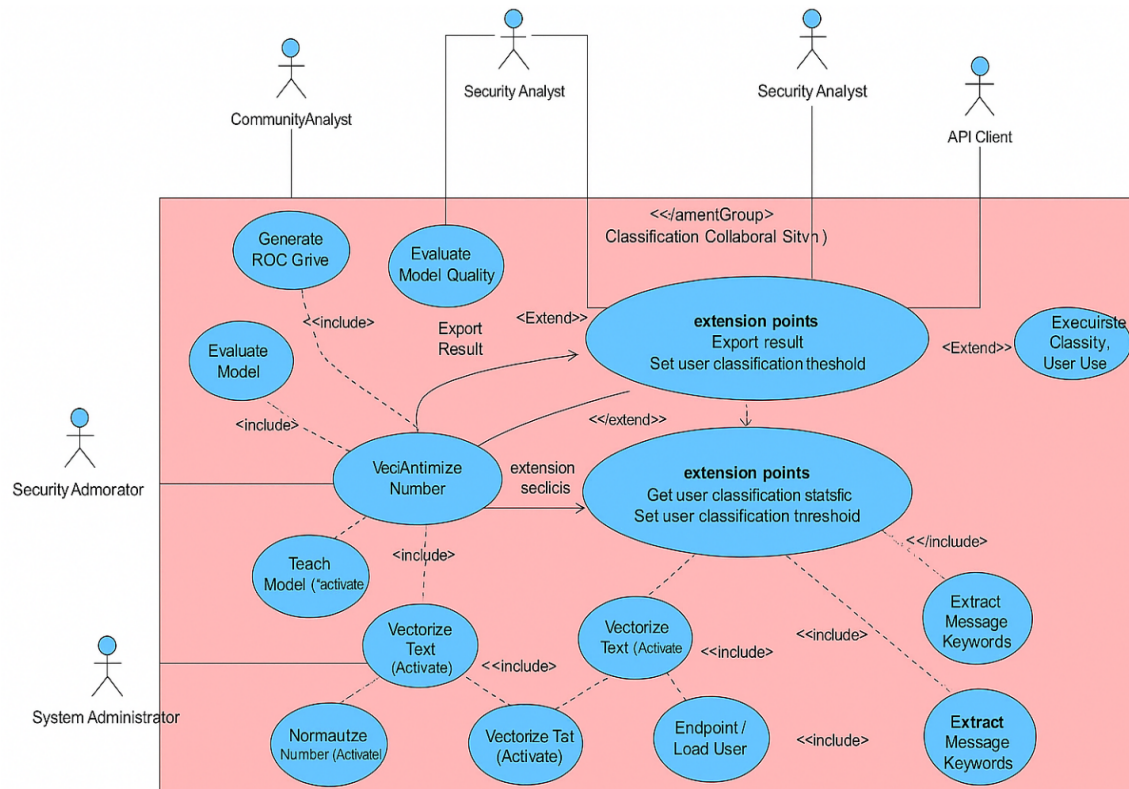 Security Analyst
Security Analyst
CommunityAnalyst
API Client
<</amentGroup>
Classification Collaboral Sitvn )
Generate
ROC Grive
Evaluate
Model Quality
<<include>
Export
Result
<Extend>>
extension points
Export result
Set user classification theshold
<Extend>>
Execuirste
Classity,
User Use
Evaluate
Model
<include>
<</extend>>
Security Admorator
VeciAntimize
Number
extension
seclicis
extension points
Get user classification statsfic
Set user classification tnreshoid
<include>
<</include>
Teach
Model (*activate
Extract
Message
Keywords
Vectorize
Text
(Activate)
Vectorize
Text (Activate
<<include>
<<include>
<<include>
System Administrator
Normautze
Number (Activate)
Vectorize Tat
(Activate)
Endpoint /
Load User
<<include>
Extract
Message
Keywords